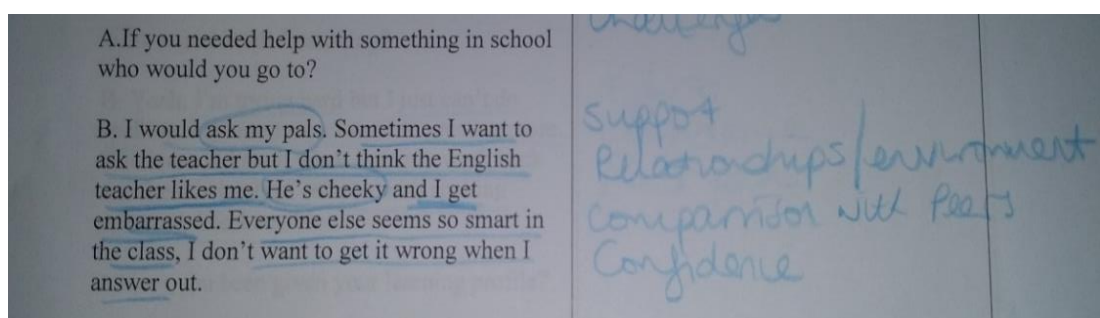 challenges
A.If you needed help with something in school
who would you go to?
B. I would ask my pals. Sometimes I want to
ask the teacher but I don't think the English
teacher likes me. He's cheeky and I get
embarrassed. Everyone else seems so smart in
the class, I don't want to get it wrong when I
answer out.
Support
Relationships/environment
Comparrison with Peers
Confidence